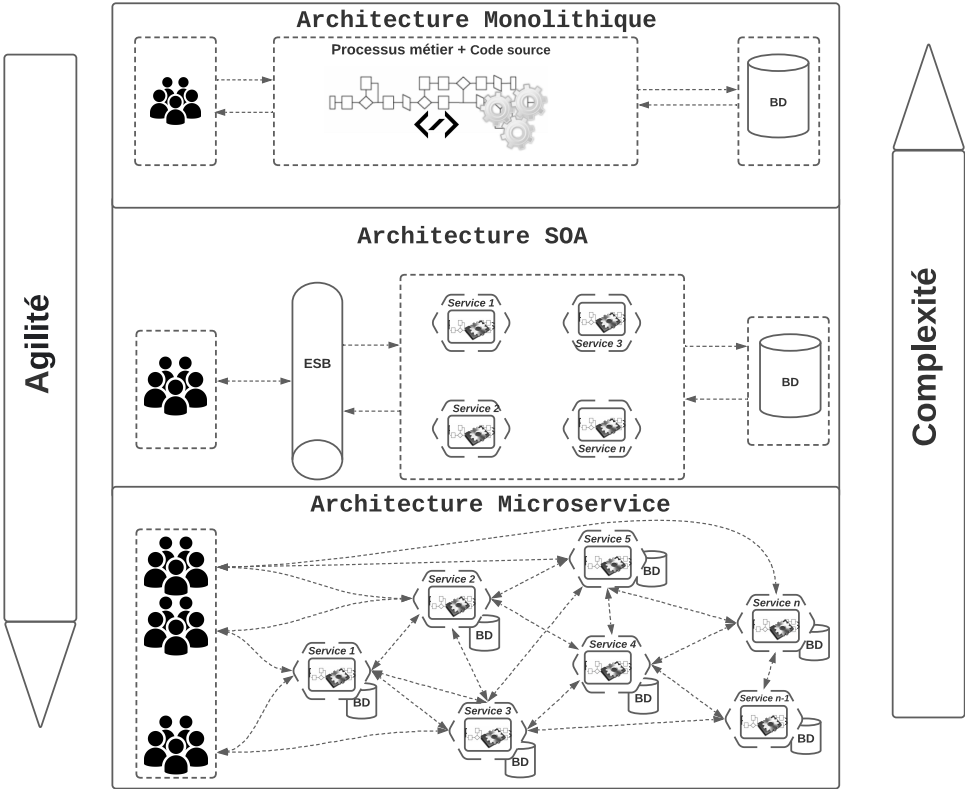 Architecture Monolithique
Processus métier + Code source
BD
Agilité
Complexité
Architecture SOA
ESB
Service 1
Service 3
Service 2
Service n
BD
Architecture Microservice
Service 5
BD
Service 2
BD
Service n
BD
Service 1
BD
Service 4
BD
Service 3
BD
Service n-1
BD